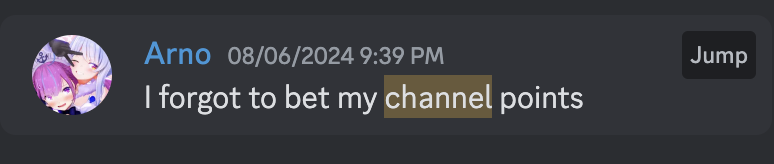 Arno 08/06/2024 9:39 PM
Jump
I forgot to bet my channel points